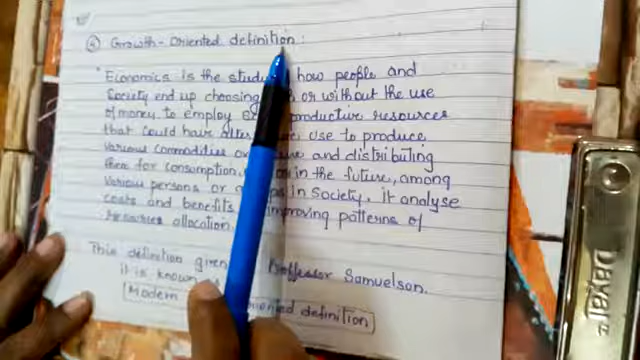 ④ Growth-Oriented definition:
Economics is the study how people and
Society end up choosing or without the use
of money to employ productive resources
that could have use to produce
various commodities and distributing
for consumption, in the future, among
various persons or in Society. it analyse
costs and benefits improving patterns of
resources allocation.
This definition given Proffessor Samuelson.
it is known
Modern definition
Dayal